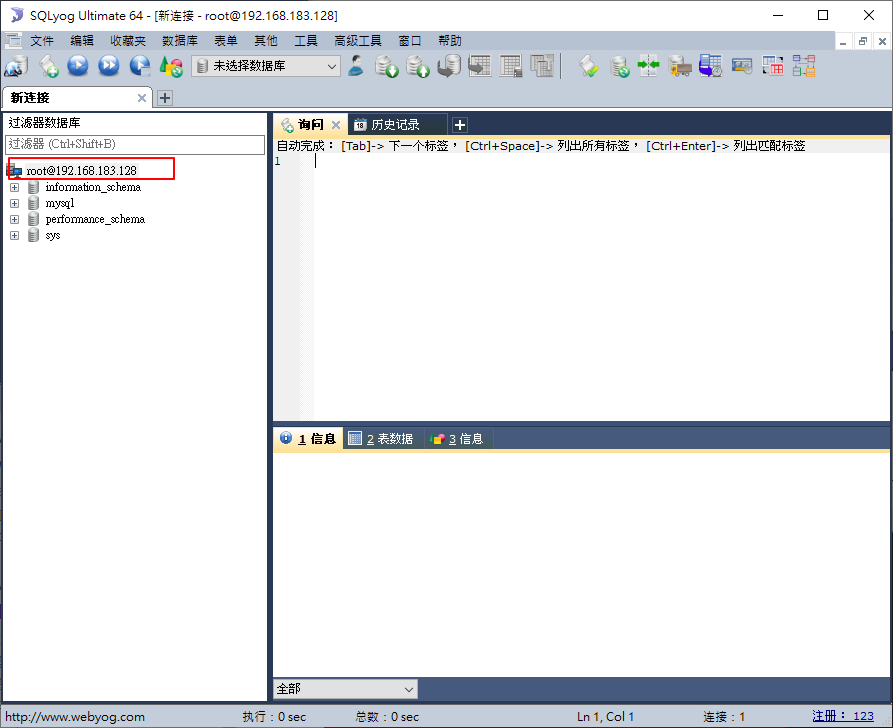 SQLyog Ultimate 64 - [新连接 - root@192.168.183.128]
文件 编辑 收藏夹 数据库 表单 其他 工具 高级工具 窗口 帮助
未选择数据库
新连接
过滤器数据库
过滤器 (Ctrl+Shift+B)
root@192.168.183.128
information_schema
mysql
performance_schema
sys
询问 18 历史记录
自动完成： [Tab]-> 下一个标签， [Ctrl+Space]-> 列出所有标签， [Ctrl+Enter]-> 列出匹配标签
1
1 信息 2 表数据 3 信息
全部
http://www.webyog.com 执行：0 sec 总数：0 sec Ln 1, Col 1 连接：1 注册： 123